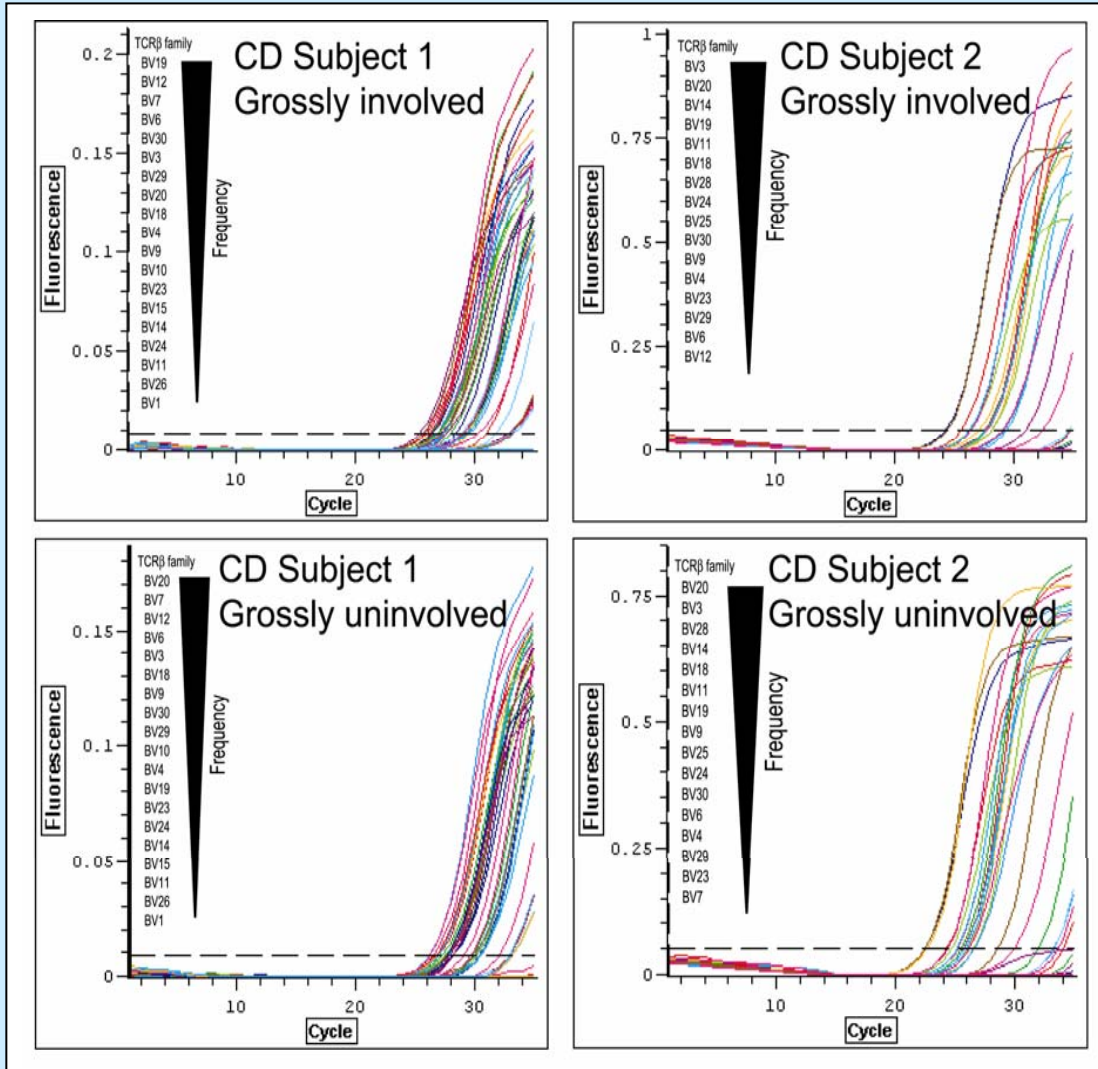 CD Subject 1
Grossly involved
TCRβ family
BV19
BV12
BV7
BV6
BV30
BV3
BV29
BV20
BV18
BV4
BV9
BV10
BV23
BV15
BV14
BV24
BV11
BV26
BV1
Frequency
Fluorescence
0.2
0.15
0.1
0.05
0
10 20 30
Cycle
CD Subject 2
Grossly involved
TCRβ family
BV3
BV20
BV14
BV19
BV11
BV18
BV28
BV24
BV25
BV30
BV9
BV4
BV23
BV29
BV6
BV12
Frequency
Fluorescence
1
0.75
0.5
0.25
0
10 20 30
Cycle
CD Subject 1
Grossly uninvolved
TCRβ family
BV20
BV7
BV12
BV6
BV3
BV18
BV9
BV30
BV29
BV10
BV4
BV19
BV23
BV24
BV14
BV15
BV11
BV26
BV1
Frequency
Fluorescence
0.15
0.1
0.05
0
10 20 30
Cycle
CD Subject 2
Grossly uninvolved
TCRβ family
BV20
BV3
BV28
BV14
BV18
BV11
BV19
BV9
BV25
BV24
BV30
BV6
BV4
BV29
BV23
BV7
Frequency
Fluorescence
0.75
0.5
0.25
0
10 20 30
Cycle